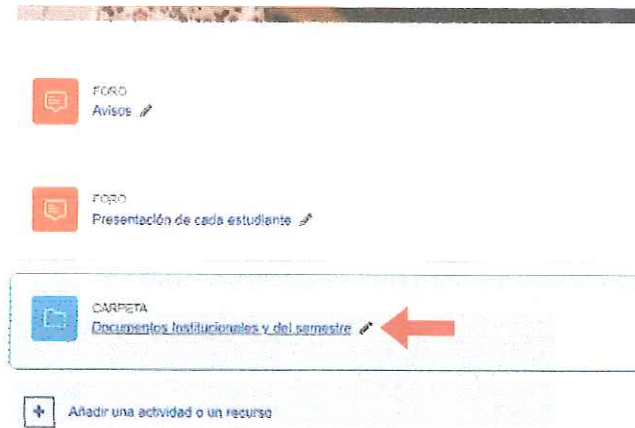 FORO
Avisos
FORO
Presentación de cada estudiante
CARPETA
Documentos Institucionales y del semestre
Añadir una actividad o un recurso